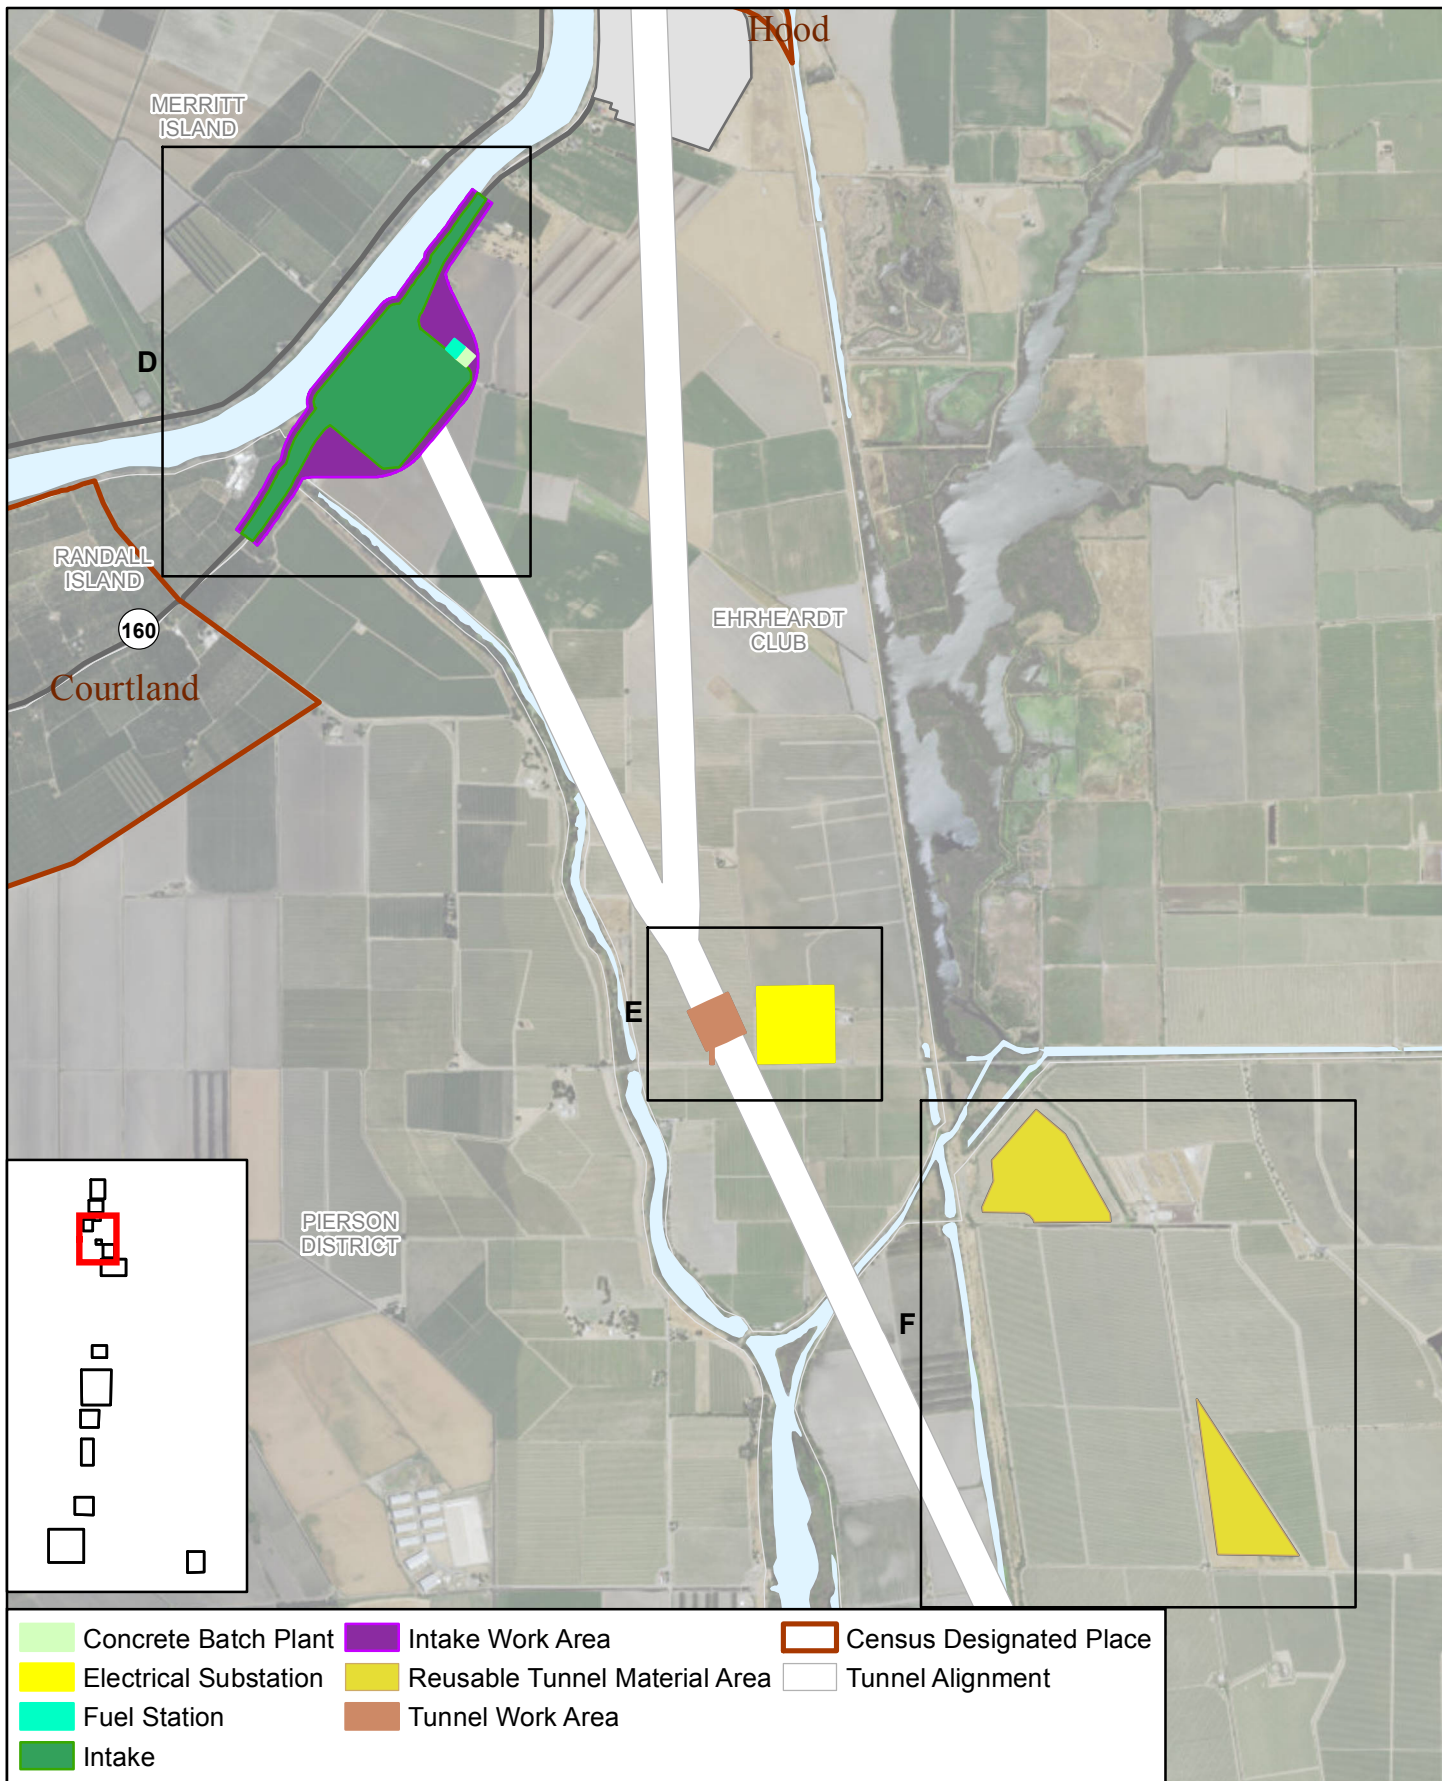 Hood
MERRITT
ISLAND
D
RANDALL
ISLAND
160
Courtland
EHRHEARDT
CLUB
E
PIERSON
DISTRICT
F
Concrete Batch Plant
Electrical Substation
Fuel Station
Intake
Intake Work Area
Reusable Tunnel Material Area
Tunnel Work Area
Census Designated Place
Tunnel Alignment